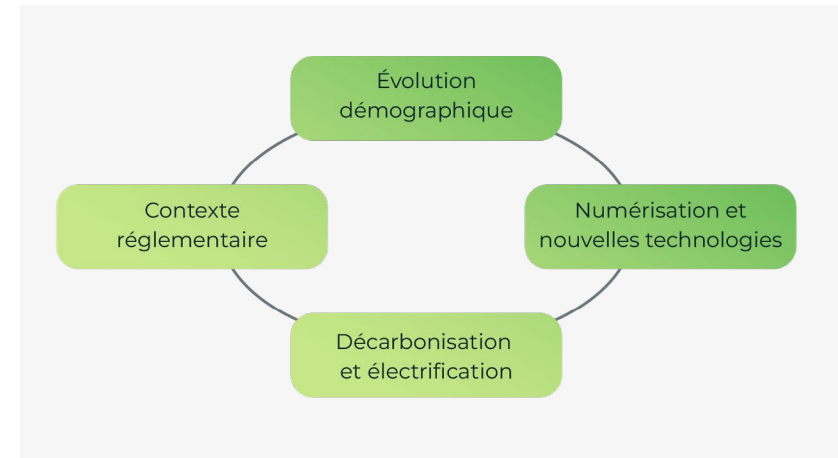 Évolution
démographique
Contexte
réglementaire
Numérisation et
nouvelles technologies
Décarbonisation
et électrification